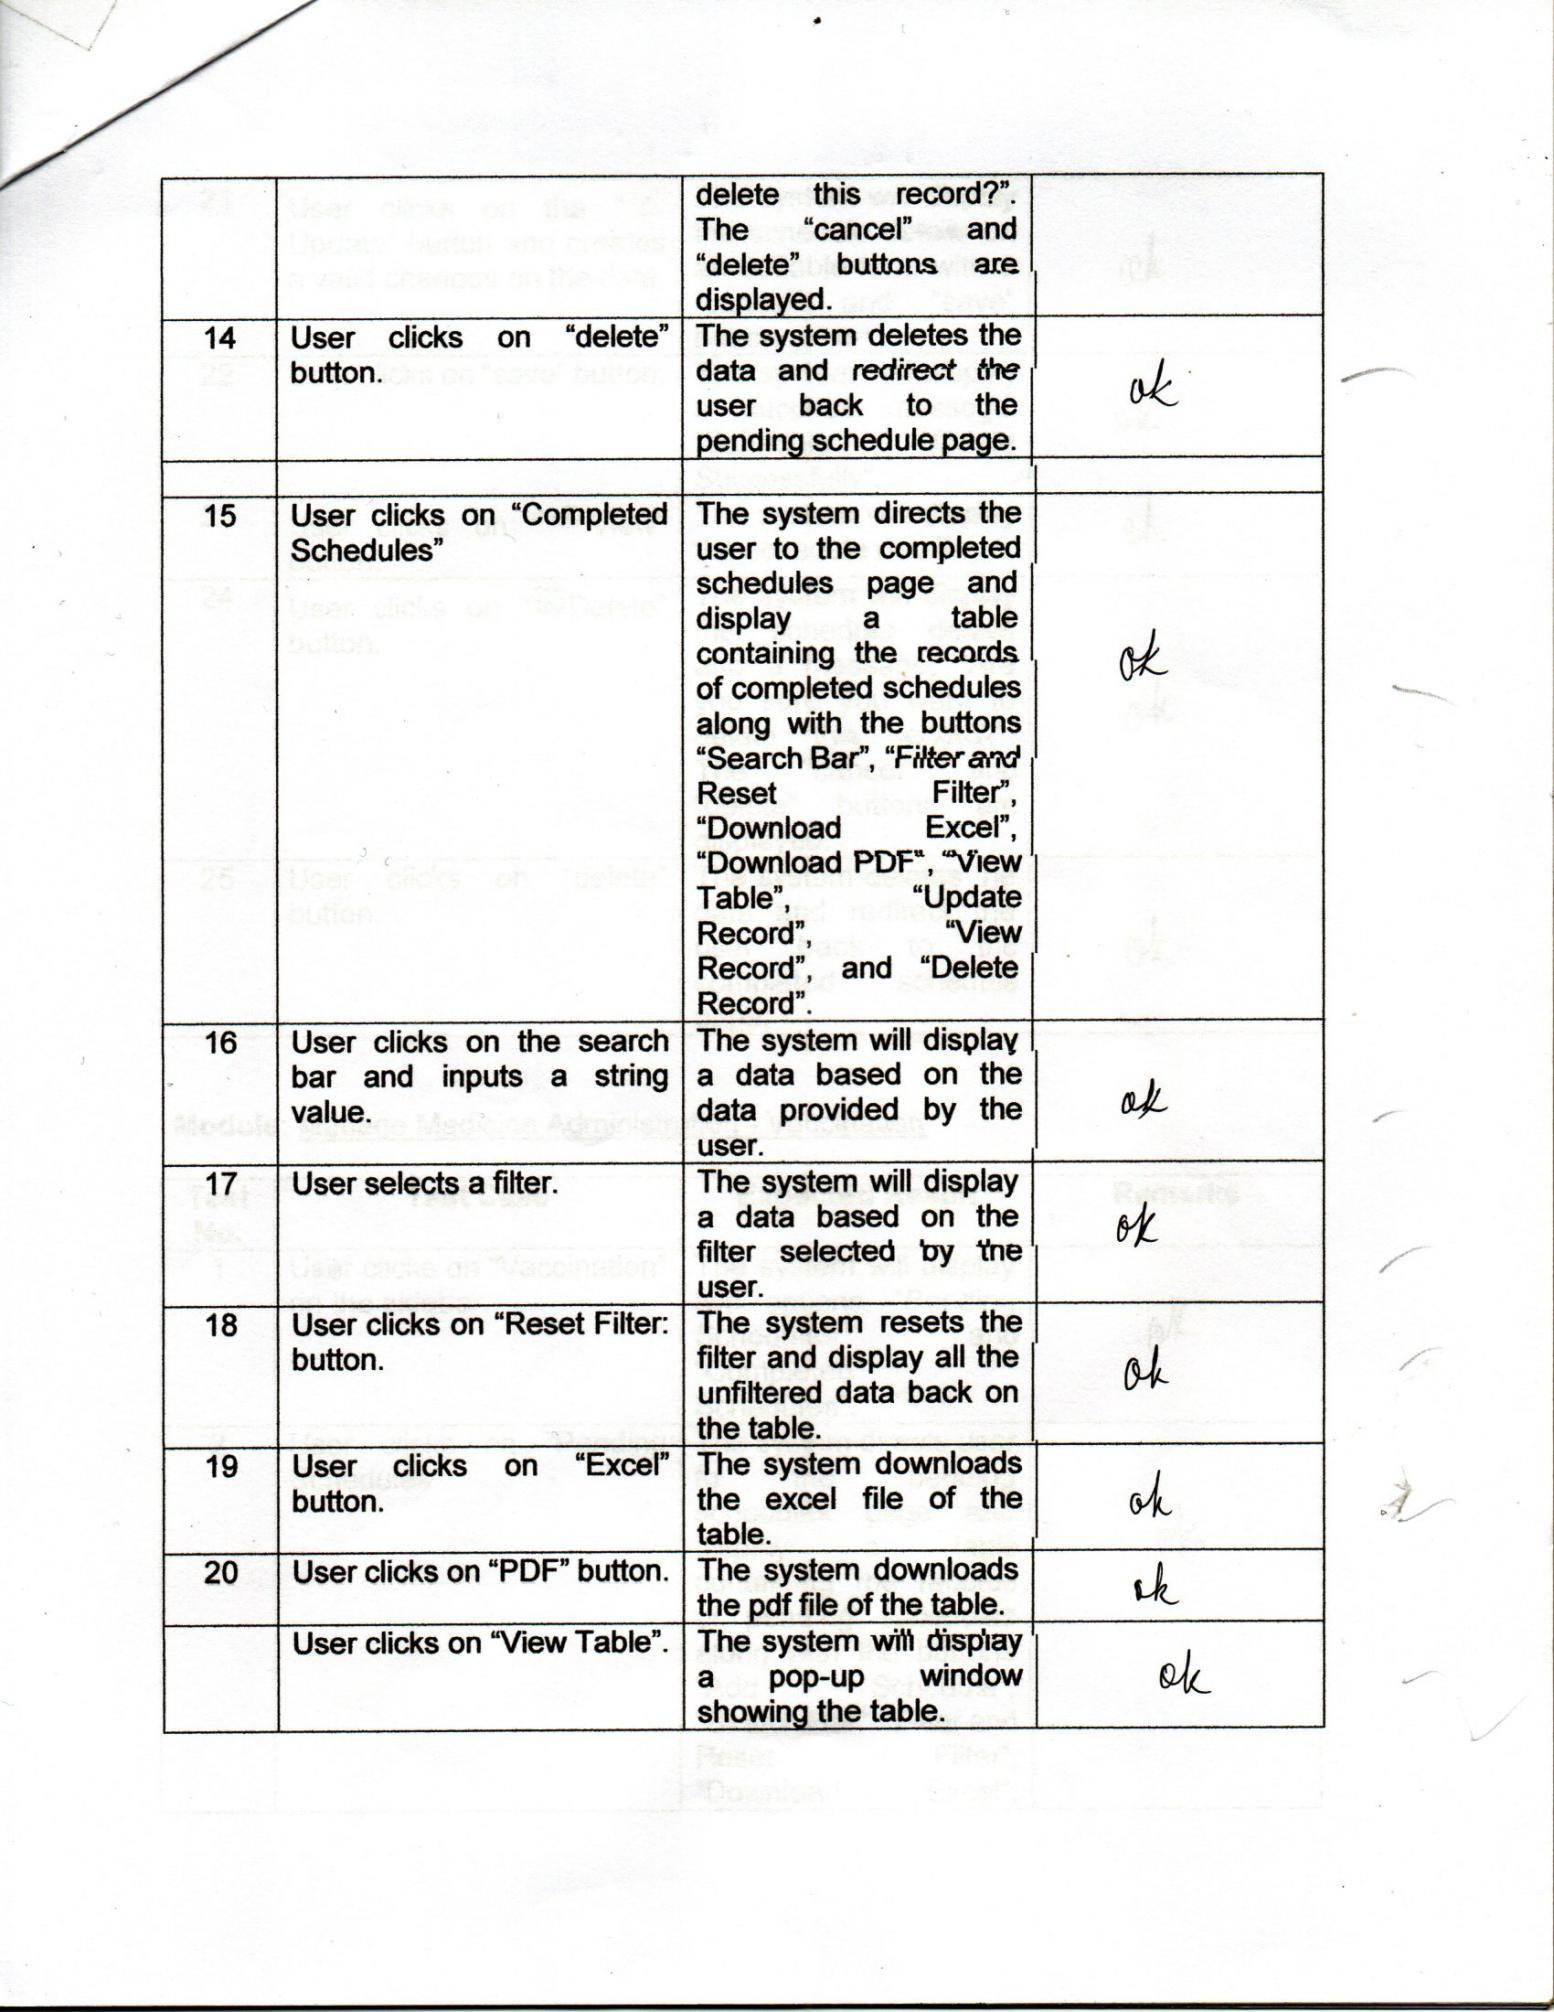 delete this record?”
The “cancel” and
“delete” buttons are
displayed.
14
User clicks on “delete”
button.
The system deletes the
data and redirect the
user back to the
pending schedule page.
ok
15
User clicks on “Completed
Schedules”
The system directs the
user to the completed
schedules page and
display a table
containing the records
of completed schedules
along with the buttons
“Search Bar”, “Filter and
Reset Filter”,
“Download Excel”,
“Download PDF“, “View
Table”, “Update
Record” “View
Record”, and “Delete
Record”.
ok
16
User clicks on the search
bar and inputs a string
value.
The system will display
a data based on the
data provided by the
user.
ok
17
User selects a filter.
The system will display
a data based on the
filter selected by the
user.
ok
18
User clicks on “Reset Filter:
button.
The system resets the
filter and display all the
unfiltered data back on
the table.
ok
19
User clicks on “Excel”
button.
The system downloads
the excel file of the
table.
ok
20
User clicks on “PDF” button.
The system downloads
the pdf file of the table.
ok
User clicks on “View Table”.
The system will display
a pop-up window
showing the table.
ok